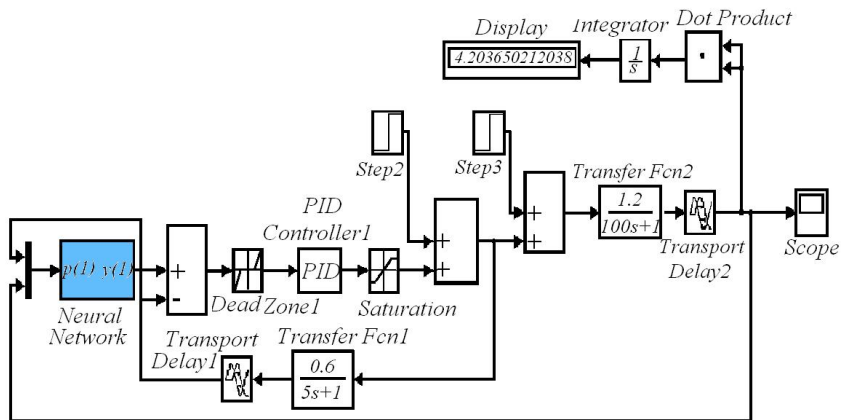 Display
Integrator
Dot Product
4.203650212038
1
s
Step2
Step3
Transfer Fcn2
1.2
100s+1
Transport
Delay2
Scope
PID
Controller1
p(1) y(1)
+
-
PID
+
+
+
+
Dead Zone1
Saturation
Neural
Network
Transport
Delay1
Transfer Fcn1
0.6
5s+1